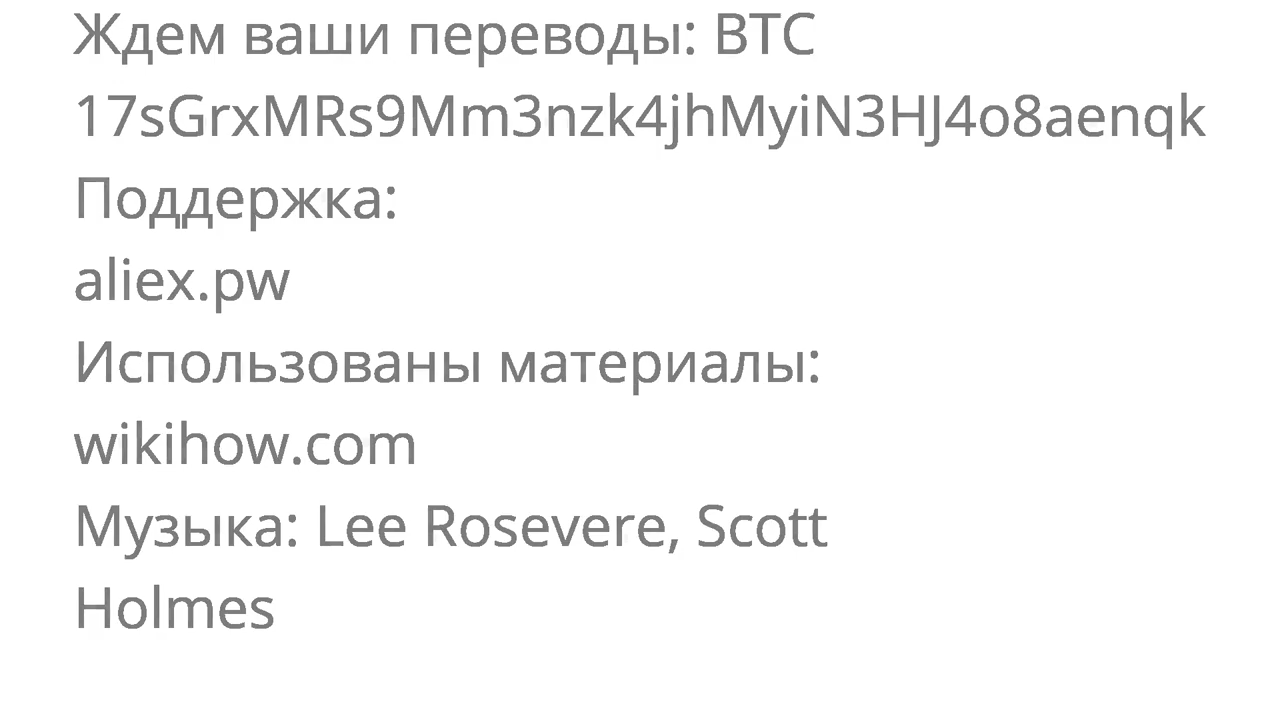 Ждем ваши переводы: BTC
17sGrxMRs9Mm3nzk4jhMyiN3HJ4o8aenqk
Поддержка:
aliex.pw
Использованы материалы:
wikihow.com
Музыка: Lee Rosevere, Scott
Holmes